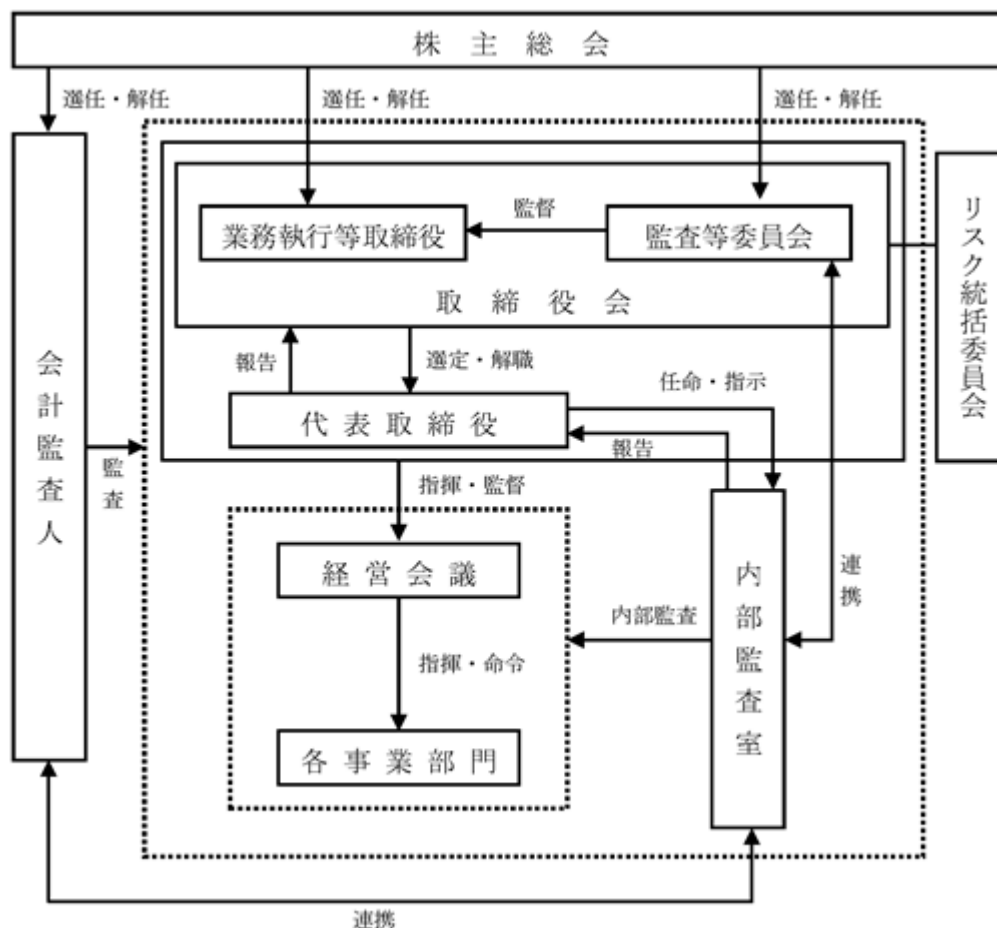 株主総会
選任・解任
選任・解任
選任・解任
業務執行等取締役
監督
監査等委員会
取締役会
リスク統括委員会
会計監査人
監査
報告
選定・解職
代表取締役
任命・指示
報告
指揮・監督
経営会議
指揮・命令
各事業部門
内部監査
内部監査室
連携
連携